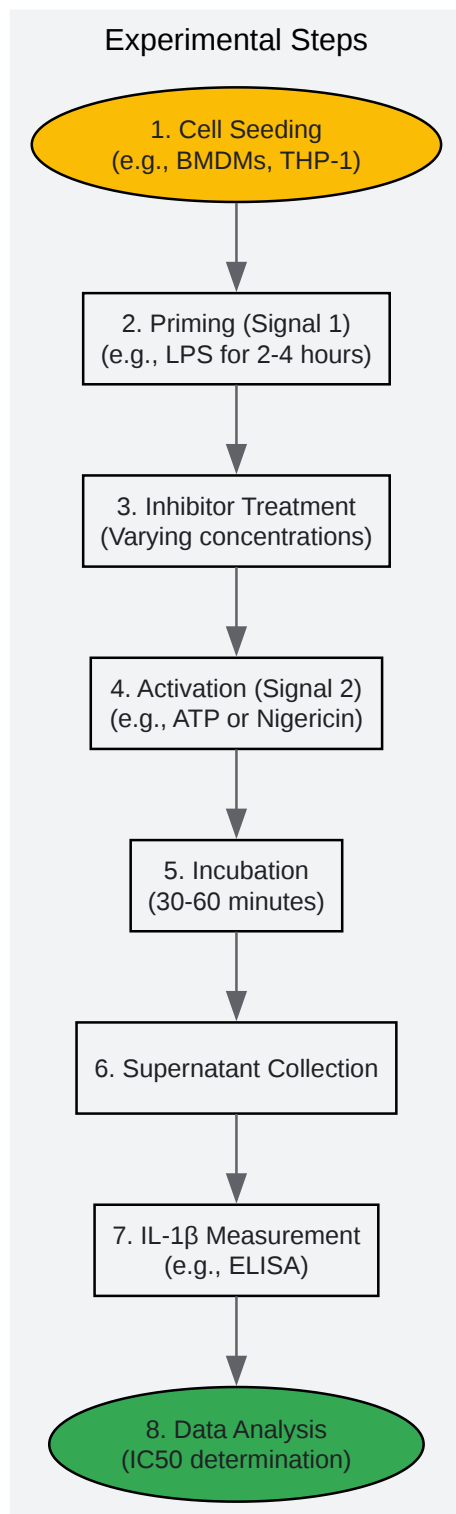 Experimental Steps
1. Cell Seeding
(e.g., BMDMs, THP-1)
2. Priming (Signal 1)
(e.g., LPS for 2-4 hours)
3. Inhibitor Treatment
(Varying concentrations)
4. Activation (Signal 2)
(e.g., ATP or Nigericin)
5. Incubation
(30-60 minutes)
6. Supernatant Collection
7. IL-1β Measurement
(e.g., ELISA)
8. Data Analysis
(IC50 determination)